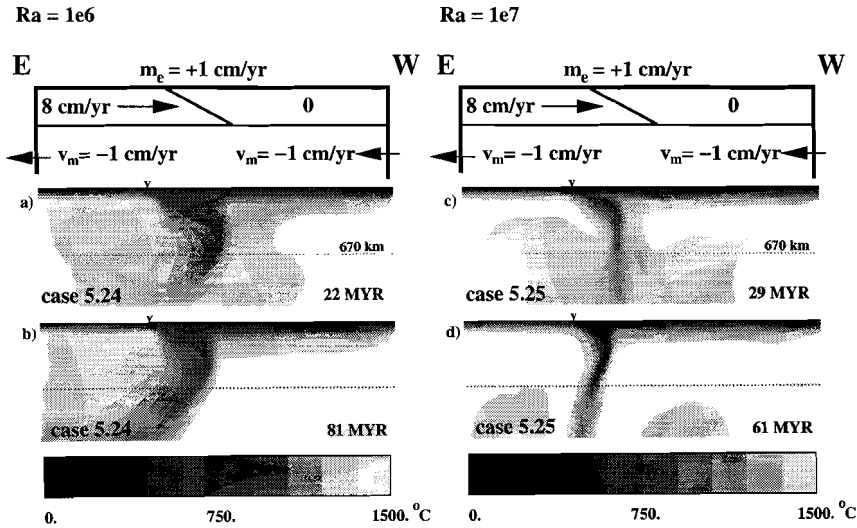 Ra = 1e6
Ra = 1e7
E
m_e = +1 cm/yr
W
8 cm/yr
0
v_m= −1 cm/yr
v_m= −1 cm/yr
E
m_e = +1 cm/yr
W
8 cm/yr
0
v_m= −1 cm/yr
v_m= −1 cm/yr
a)
v
670 km
case 5.24
22 MYR
c)
v
670 km
case 5.25
29 MYR
b)
v
case 5.24
81 MYR
d)
v
case 5.25
61 MYR
0.
750.
1500. °C
0.
750.
1500. °C